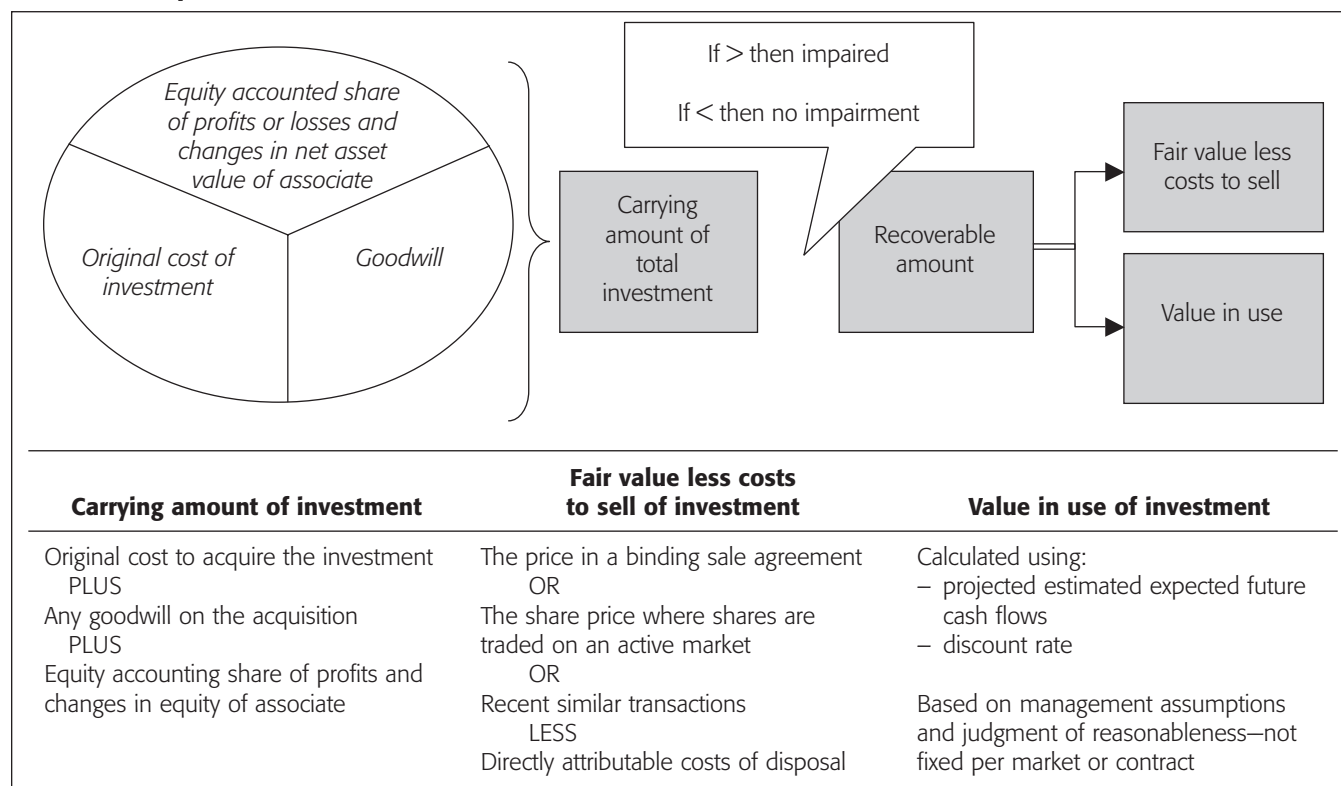 Equity accounted share
of profits or losses and
changes in net asset
value of associate
Original cost of
investment
Goodwill
Carrying
amount of
total
investment
If > then impaired
If < then no impairment
Recoverable
amount
Fair value less
costs to sell
Value in use
Carrying amount of investment
Original cost to acquire the investment
PLUS
Any goodwill on the acquisition
PLUS
Equity accounting share of profits and
changes in equity of associate
Fair value less costs
to sell of investment
The price in a binding sale agreement
OR
The share price where shares are
traded on an active market
OR
Recent similar transactions
LESS
Directly attributable costs of disposal
Value in use of investment
Calculated using:
– projected estimated expected future
cash flows
– discount rate
Based on management assumptions
and judgment of reasonableness—not
fixed per market or contract